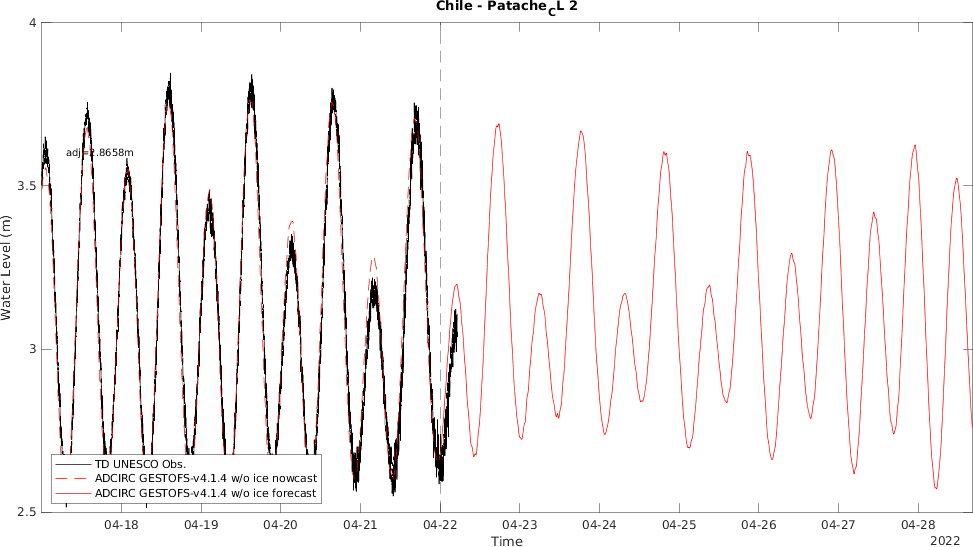 Chile - Patache_CL 2
Water Level (m)
4
3.5
3
2.5
adj=2.8658m
TD UNESCO Obs.
ADCIRC GESTOFS-v4.1.4 w/o ice nowcast
ADCIRC GESTOFS-v4.1.4 w/o ice forecast
04-18 04-19 04-20 04-21 04-22 04-23 04-24 04-25 04-26 04-27 04-28
Time
2022